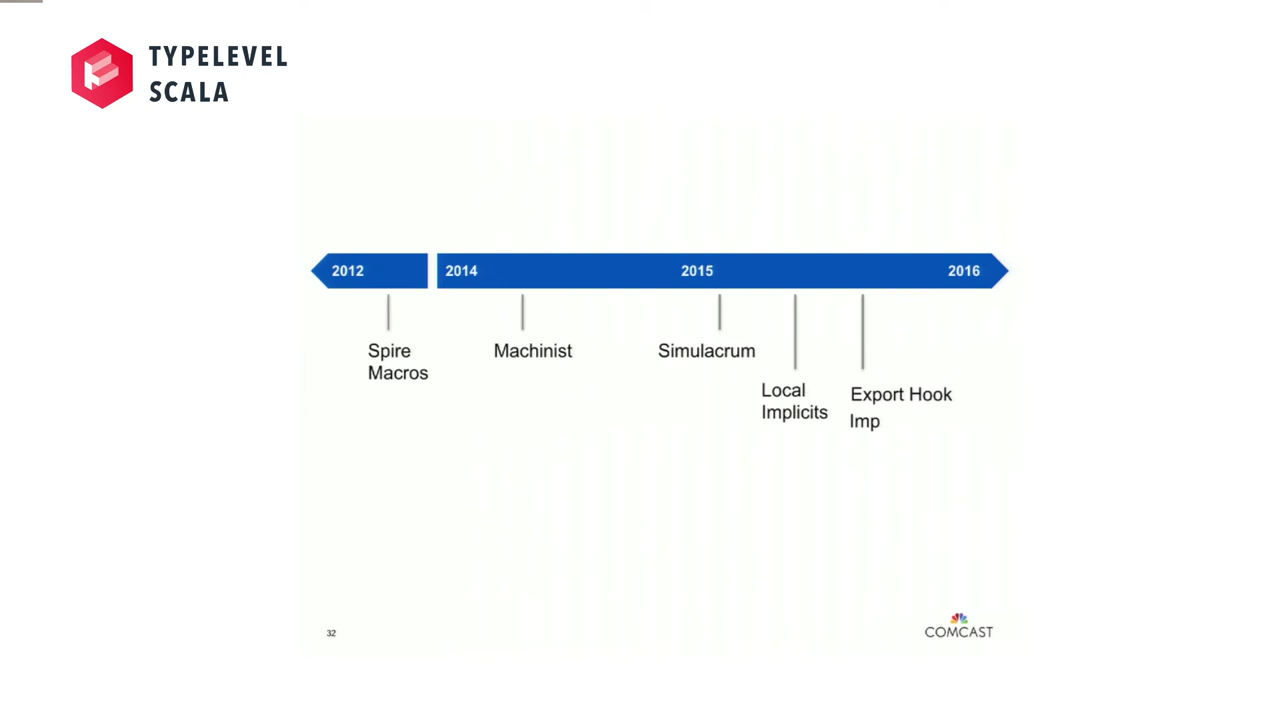 TYPELEVEL
SCALA
2012 2014 2015 2016
Spire
Macros
Machinist
Simulacrum
Local
Implicits
Export Hook
Imp
32
COMCAST